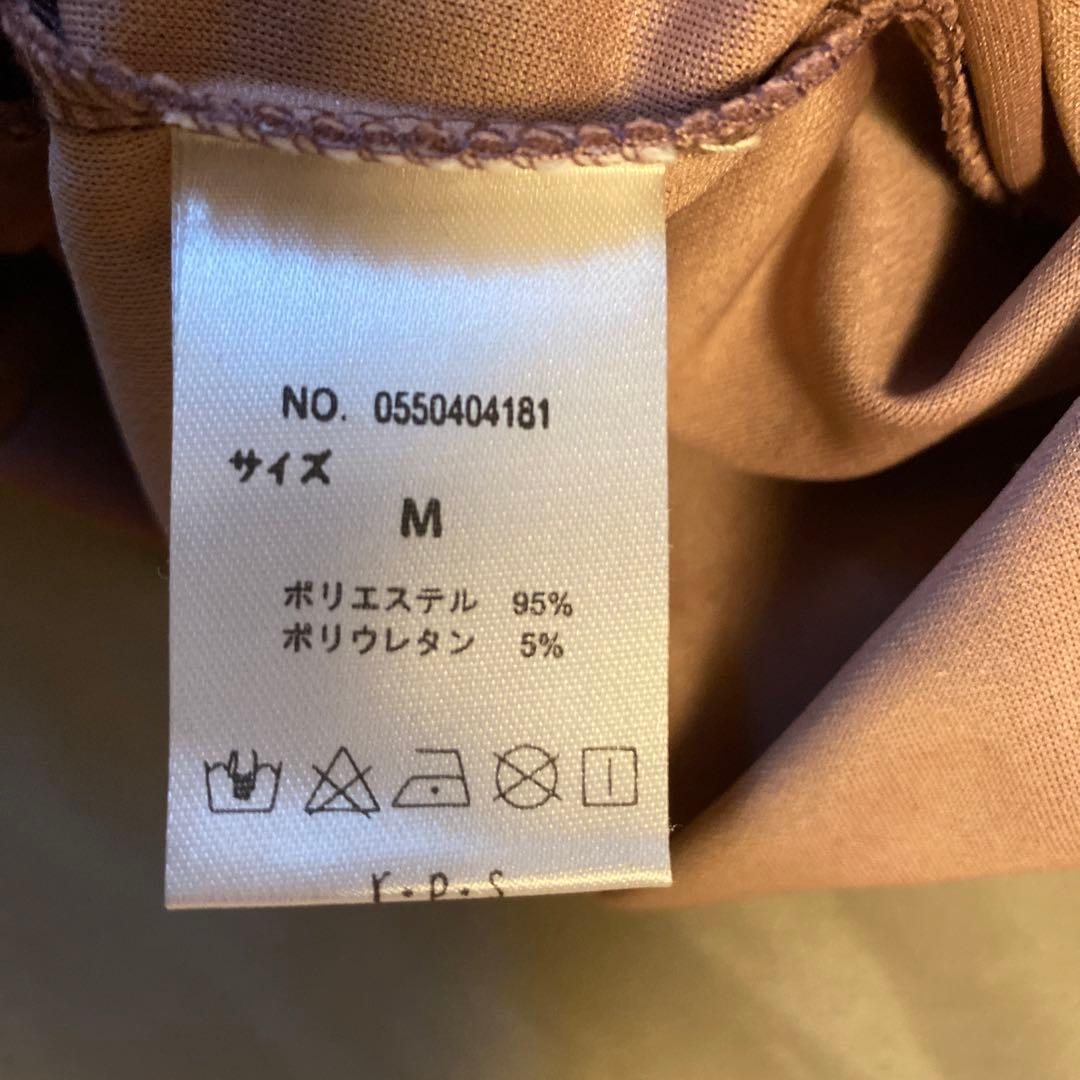 NO. 0550404181
サイズ
M
ポリエステル 95%
ポリウレタン 5%
r・p・s